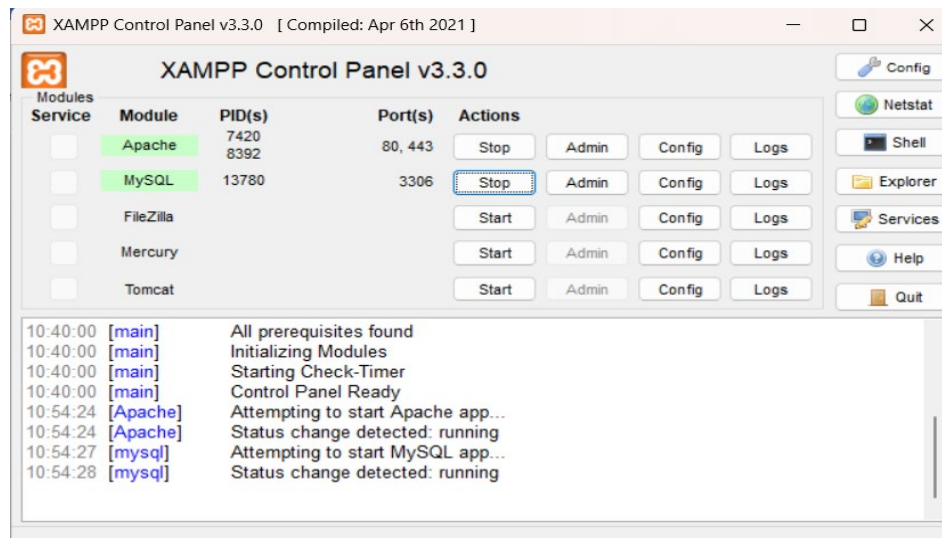 XAMPP Control Panel v3.3.0 [ Compiled: Apr 6th 2021 ]
XAMPP Control Panel v3.3.0
Config
Modules
Service Module PID(s) Port(s) Actions
Netstat
Apache 7420 8392 80, 443 Stop Admin Config Logs
Shell
MySQL 13780 3306 Stop Admin Config Logs
Explorer
FileZilla Start Admin Config Logs
Services
Mercury Start Admin Config Logs
Help
Tomcat Start Admin Config Logs
Quit
10:40:00 [main] All prerequisites found
10:40:00 [main] Initializing Modules
10:40:00 [main] Starting Check-Timer
10:40:00 [main] Control Panel Ready
10:54:24 [Apache] Attempting to start Apache app...
10:54:24 [Apache] Status change detected: running
10:54:27 [mysql] Attempting to start MySQL app...
10:54:28 [mysql] Status change detected: running